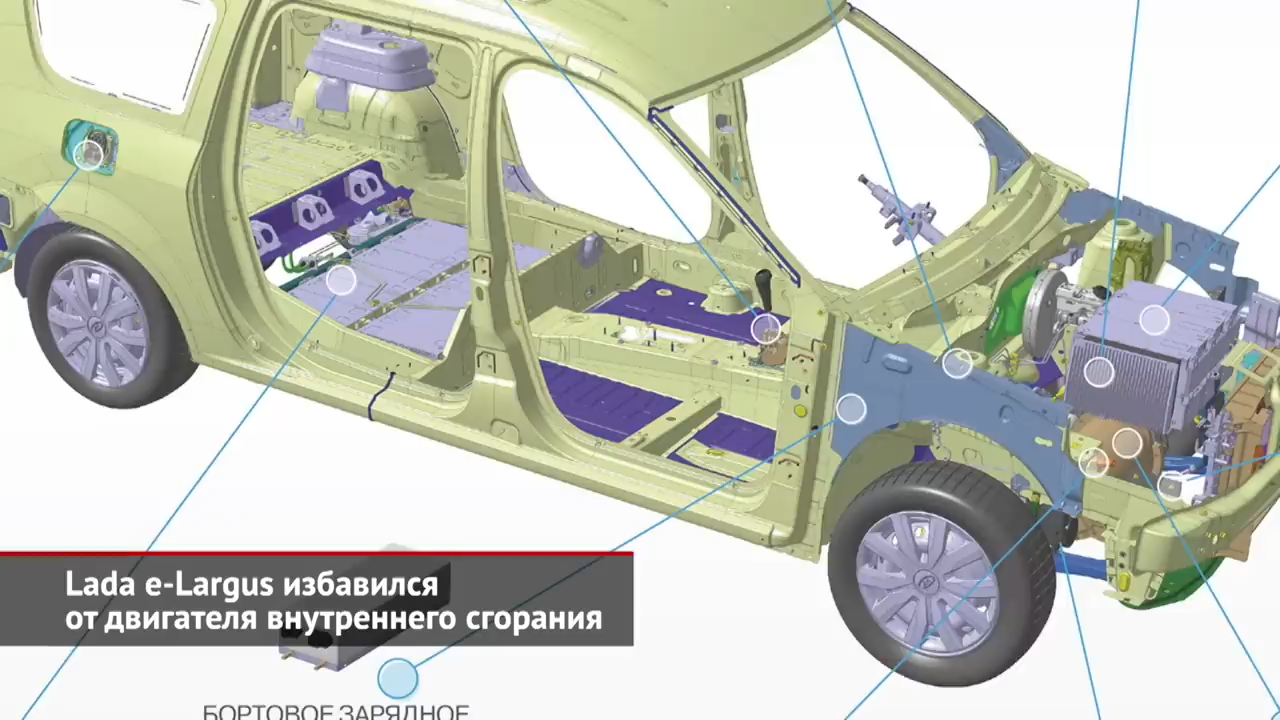 Lada e-Largus избавился
от двигателя внутреннего сгорания
БОРТОВОЕ ЗАРЯДНОЕ